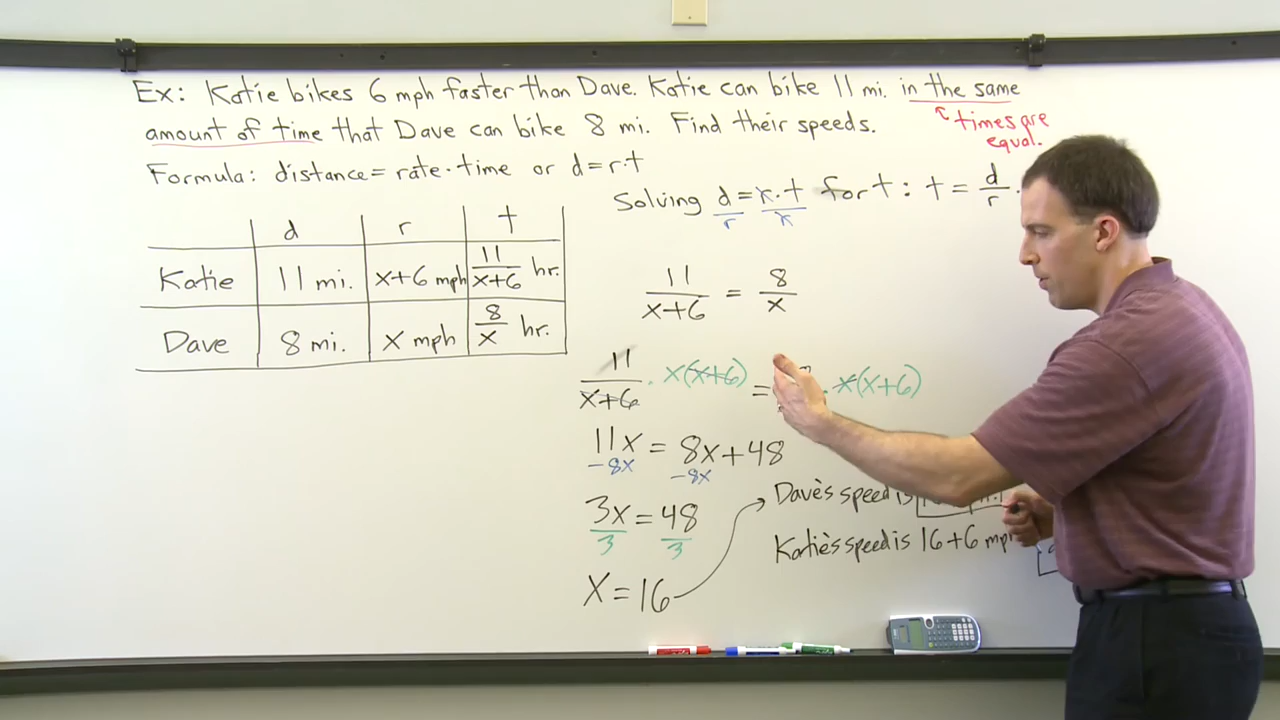 Ex: Katie bikes 6 mph faster than Dave. Katie can bike 11 mi. in the same
amount of time that Dave can bike 8 mi. Find their speeds.
times are
equal.
Formula: distance = rate · time or d = r·t
Solving d/r = r·t/r for t : t = d/r .
d r t
Katie 11 mi. x+6 mph 11/(x+6) hr.
Dave 8 mi. x mph 8/x hr.
11/(x+6) = 8/x
11/(x+6) · x(x+6) = · x(x+6)
11x = 8x+48
-8x -8x
3x = 48
3 3
x = 16
Dave's speed is
Katie's speed is 16+6 mph